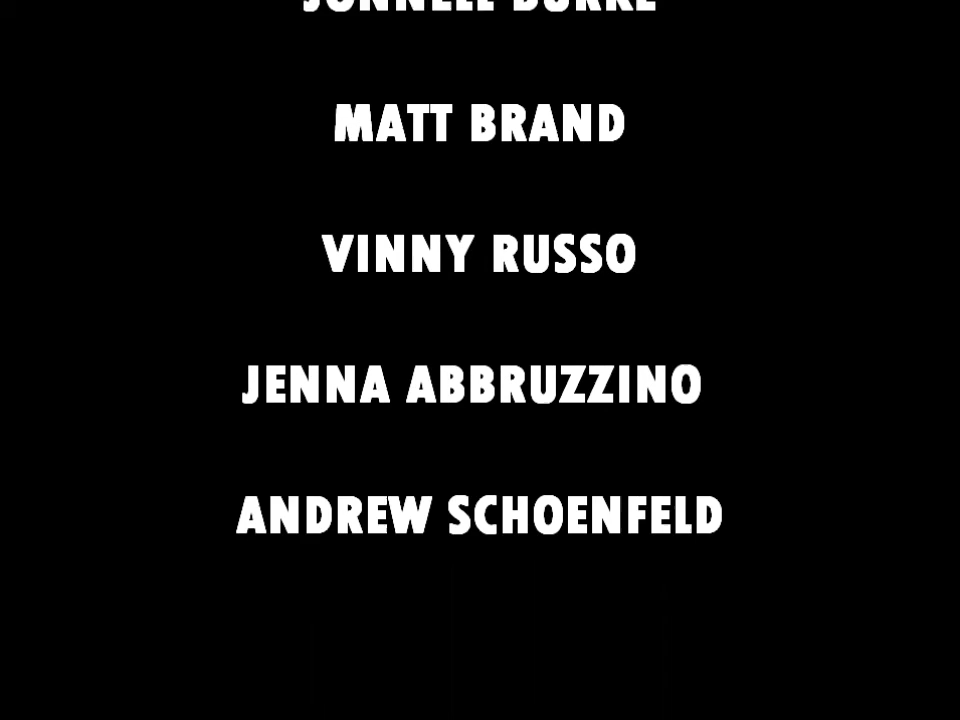 MATT BRAND
VINNY RUSSO
JENNA ABBRUZZINO
ANDREW SCHOENFELD